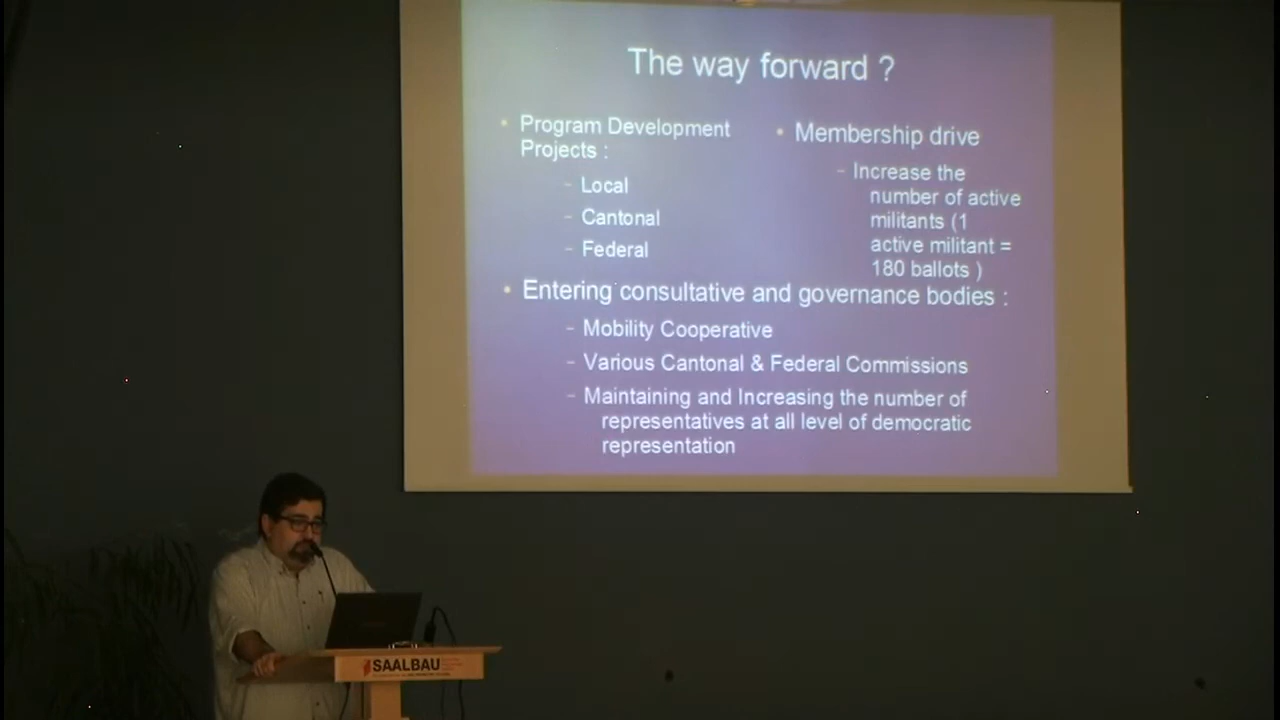 The way forward ?
Program Development
Projects :
Local
Cantonal
Federal
Membership drive
Increase the
number of active
militants (1
active militant =
180 ballots )
Entering consultative and governance bodies :
Mobility Cooperative
Various Cantonal & Federal Commissions
Maintaining and Increasing the number of
representatives at all level of democratic
representation
SAALBAU